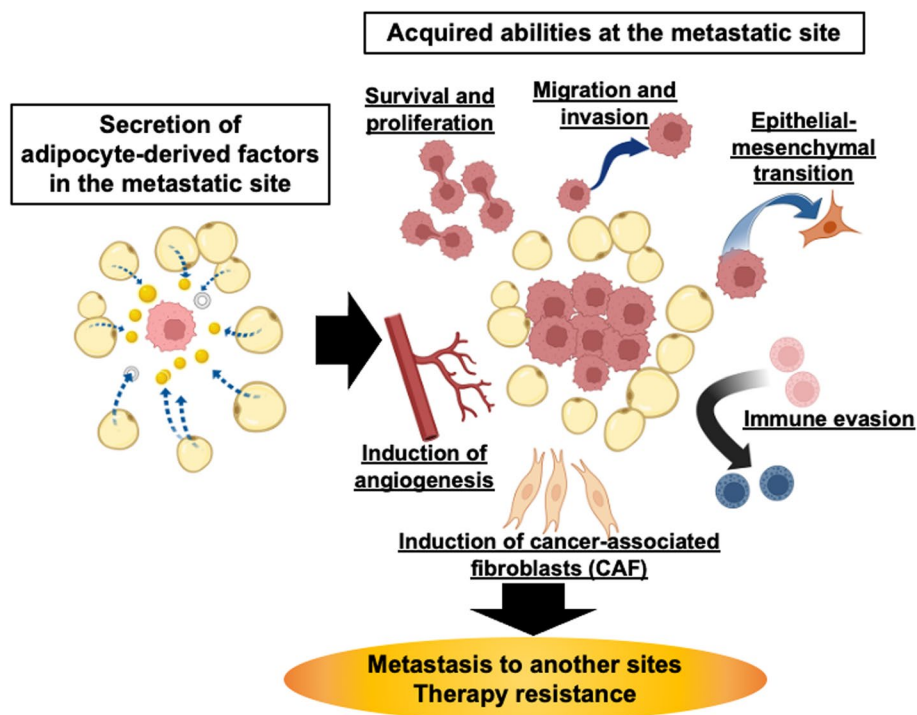 Acquired abilities at the metastatic site
Secretion of
adipocyte-derived factors
in the metastatic site
Survival and
proliferation
Migration and
invasion
Epithelial-
mesenchymal
transition
Immune evasion
Induction of
angiogenesis
Induction of cancer-associated
fibroblasts (CAF)
Metastasis to another sites
Therapy resistance